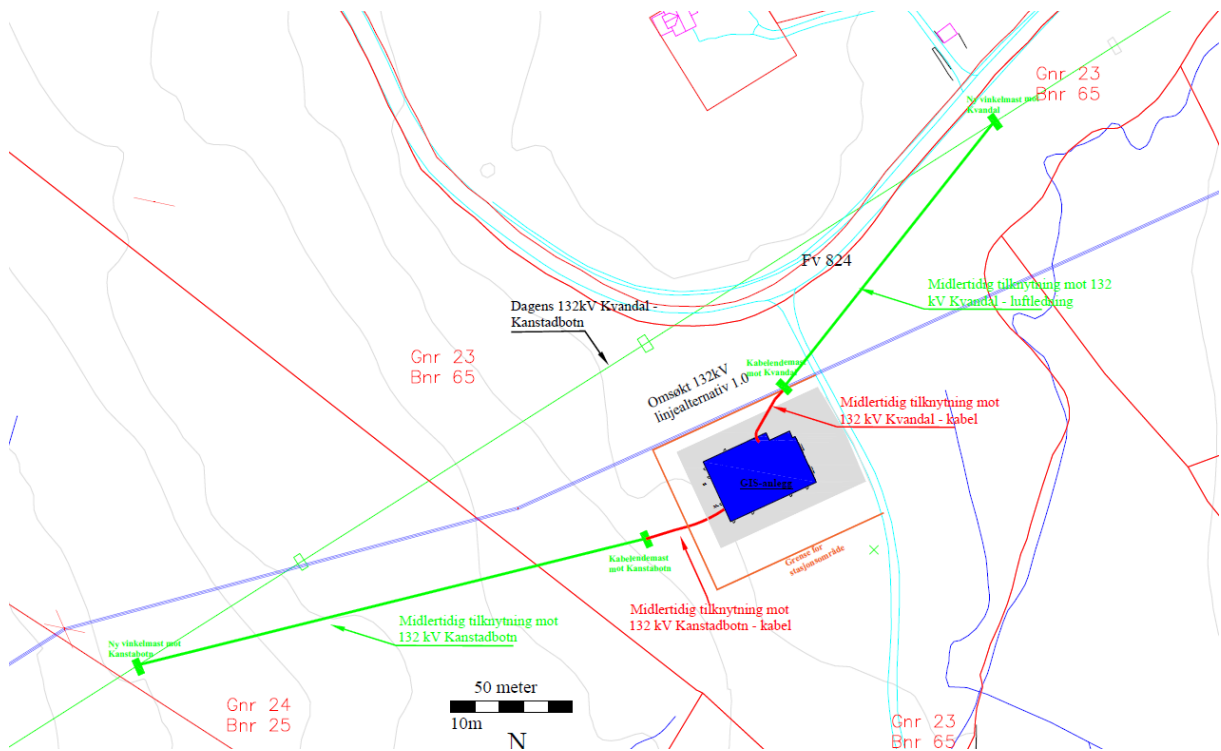 Gnr 23
Bnr 65
Ny vinkelmast mot
Kvandal
Fv 824
Midlertidig tilknytning mot 132
kV Kvandal - luftledning
Dagens 132kV Kvandal -
Kanstadbotn
Gnr 23
Bnr 65
Kabelendemast
mot Kvandal
Omsøkt 132kV
linjealternativ 1.0
Midlertidig tilknytning mot
132 kV Kvandal - kabel
GIS-anlegg
Kabelendemast
mot Kanstabotn
Grense for
stasjonsområde
Midlertidig tilknytning mot
132 kV Kanstadbotn
Midlertidig tilknytning mot
132 kV Kanstadbotn - kabel
Ny vinkelmast mot
Kanstabotn
Gnr 24
Bnr 25
50 meter
10m
N
Gnr 23
Bnr 65